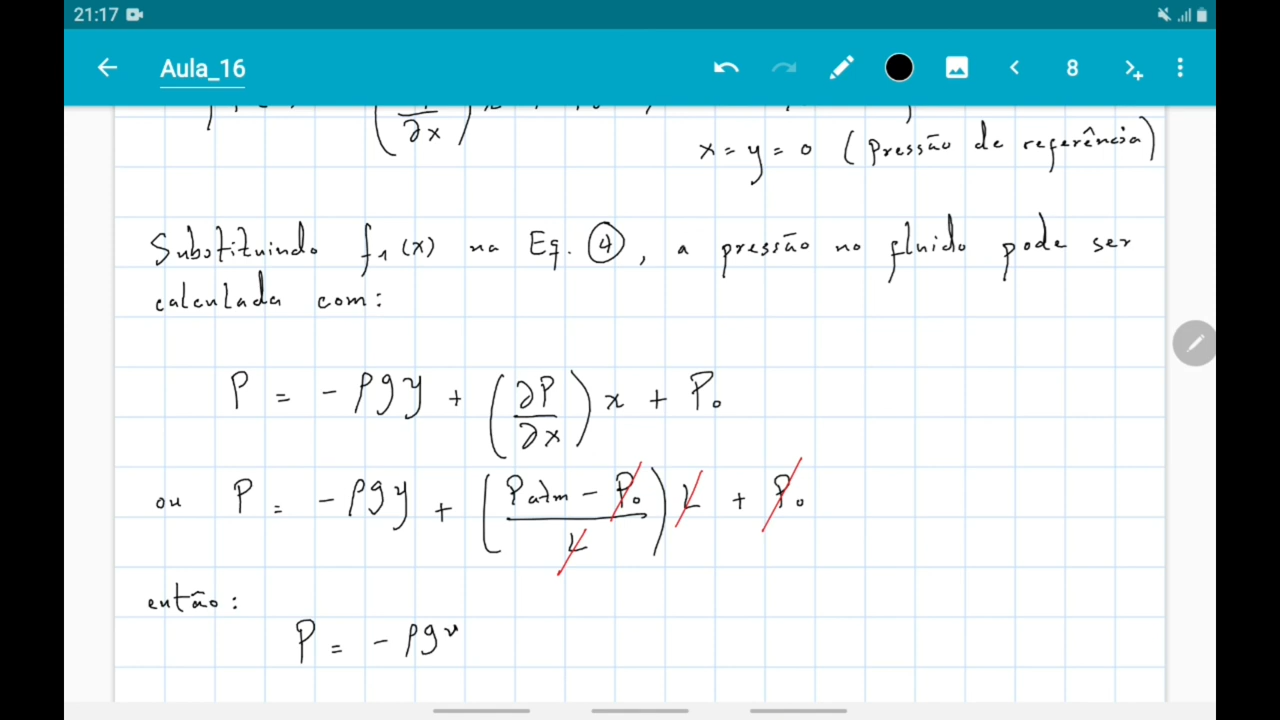 21:17
Aula_16
8
∂x
x = y = 0 (Pressão de referência)
Substituindo f₁(x) na Eq. ④, a pressão no fluido pode ser
calculada com:
P = - ρgy + (∂P/∂x) x + P₀
ou P = - ρgy + (Patm - P₀ / L) L + P₀
então:
P = - ρg